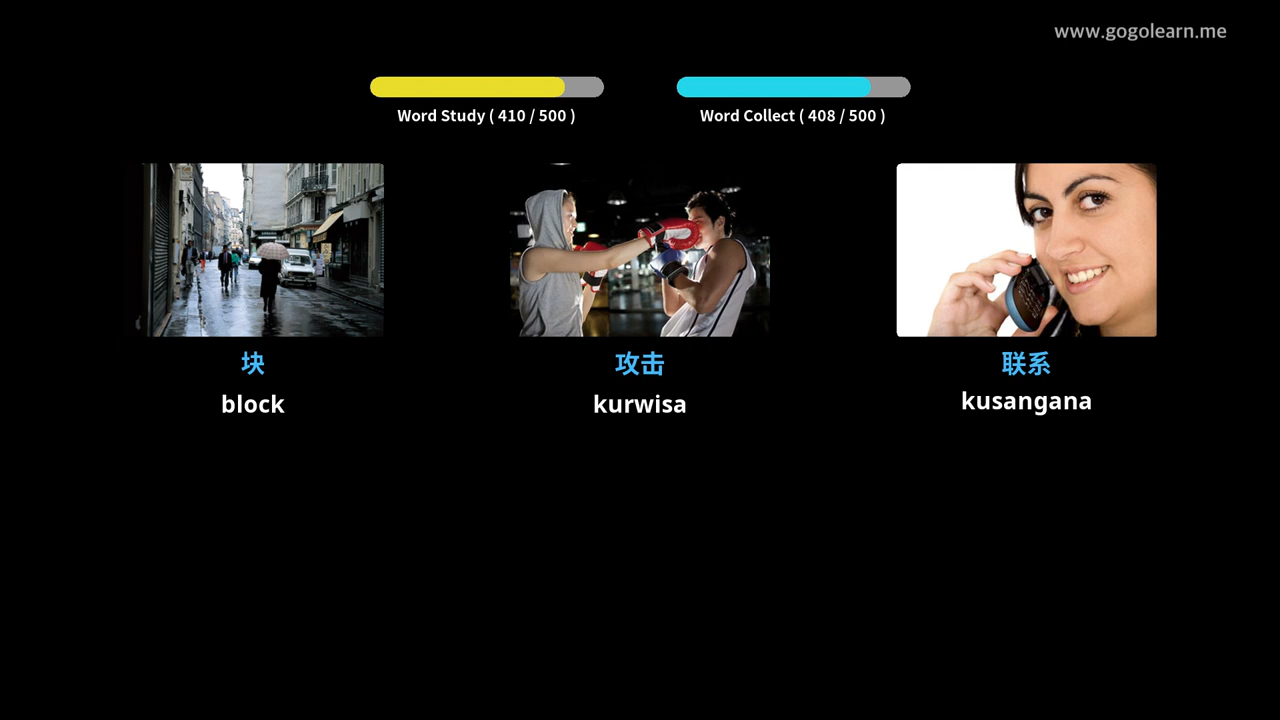 www.gogolearn.me
Word Study ( 410 / 500 )
Word Collect ( 408 / 500 )
块
攻击
联系
block
kurwisa
kusangana